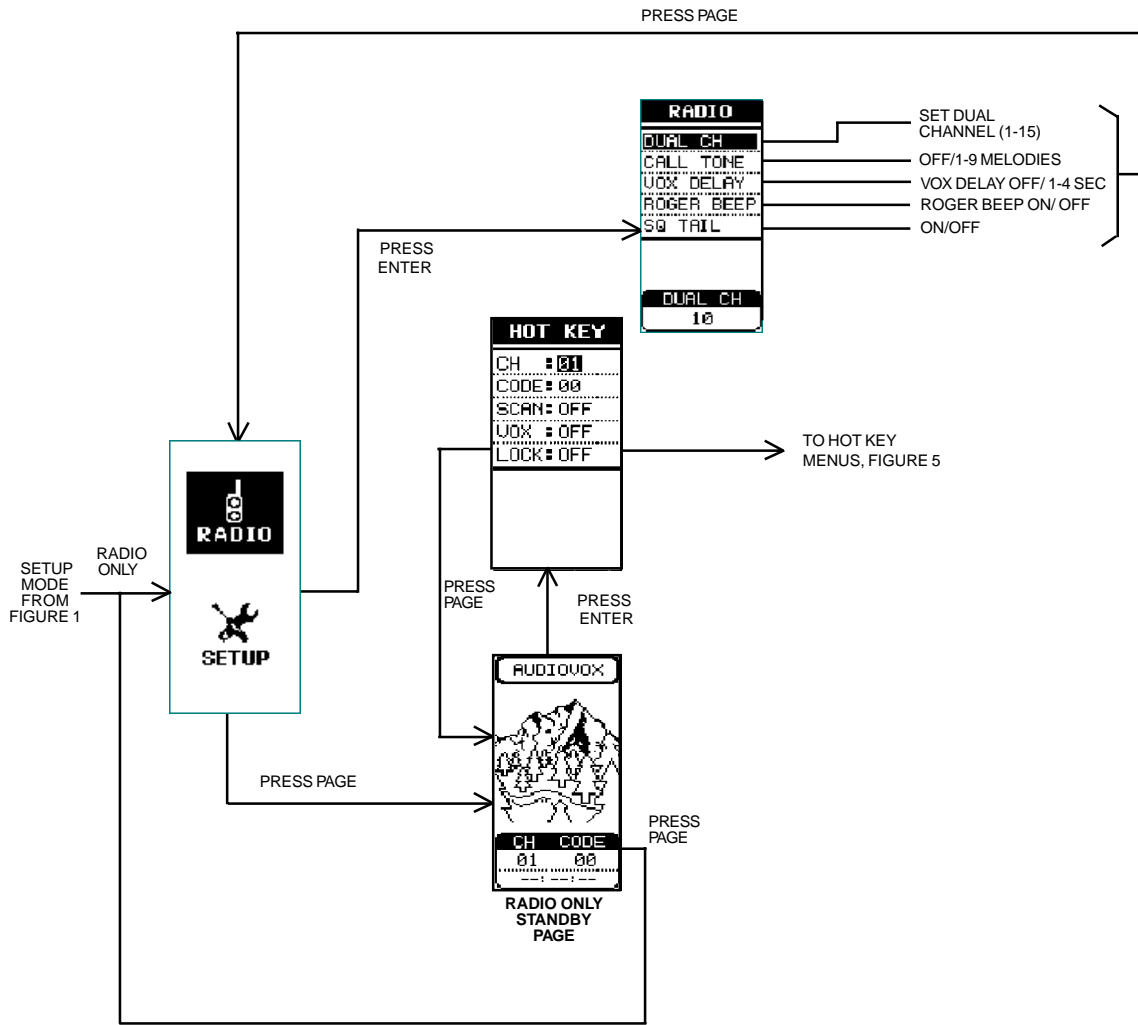 PRESS PAGE
RADIO
DUAL CH
CALL TONE
VOX DELAY
ROGER BEEP
SQ TAIL
DUAL CH
10
SET DUAL
CHANNEL (1-15)
OFF/1-9 MELODIES
VOX DELAY OFF/ 1-4 SEC
ROGER BEEP ON/ OFF
ON/OFF
PRESS
ENTER
HOT KEY
CH :01
CODE:00
SCAN:OFF
VOX :OFF
LOCK:OFF
TO HOT KEY
MENUS, FIGURE 5
RADIO
SETUP
SETUP
MODE
FROM
FIGURE 1
RADIO
ONLY
PRESS
PAGE
PRESS
ENTER
PRESS PAGE
AUDIOVOX
CH CODE
01 00
--:--:--
RADIO ONLY
STANDBY
PAGE
PRESS
PAGE